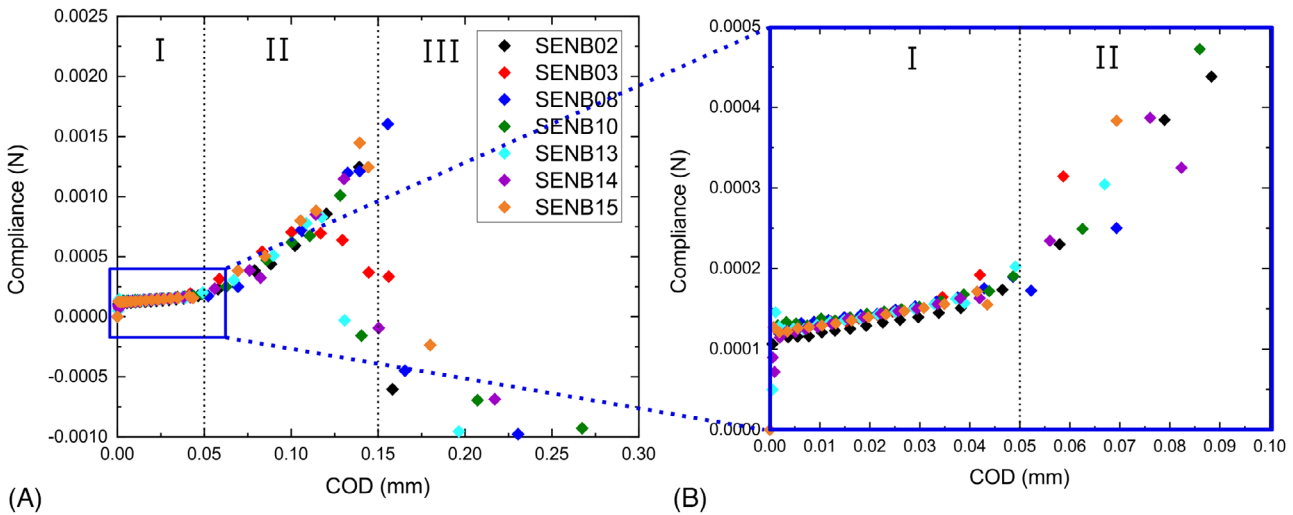 0.0025
0.0020
0.0015
0.0010
0.0005
0.0000
-0.0005
-0.0010
Compliance (N)
I
II
III
SENB02
SENB03
SENB08
SENB10
SENB13
SENB14
SENB15
0.00
0.05
0.10
0.15
0.20
0.25
0.30
COD (mm)
(A)
0.0005
0.0004
0.0003
0.0002
0.0001
0.0000
Compliance (N)
I
II
0.00
0.01
0.02
0.03
0.04
0.05
0.06
0.07
0.08
0.09
0.10
COD (mm)
(B)